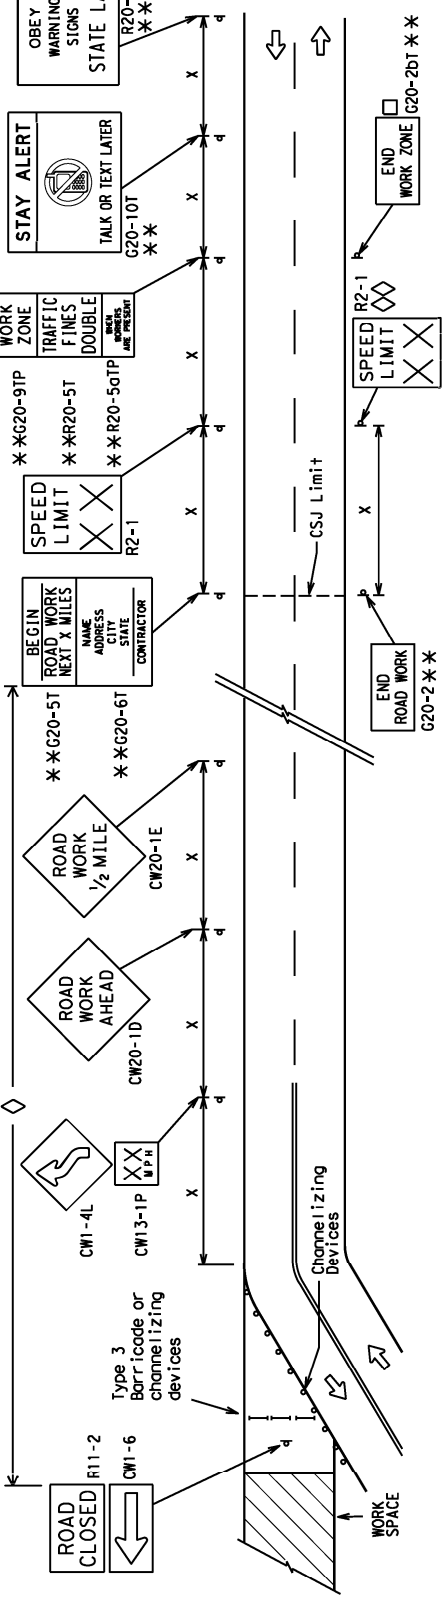 OBEY
WARNING
SIGNS
STATE L
R20-
* *
STAY ALERT
TALK OR TEXT LATER
G20-10T
* *
WORK
ZONE
TRAFFIC
FINES
DOUBLE
WHEN
WORKERS
ARE PRESENT
* *G20-9TP
* *R20-5T
* *R20-5aTP
SPEED
LIMIT
XX
R2-1
BEGIN
ROAD WORK
NEXT X MILES
NAME
ADDRESS
CITY
STATE
CONTRACTOR
* *G20-5T
* *G20-6T
ROAD
WORK
1/2 MILE
CW20-1E
ROAD
WORK
AHEAD
CW20-1D
CW1-4L
XX
MPH
CW13-1P
Type 3
Barricade or
channelizing
devices
ROAD
CLOSED
R11-2
CW1-6
X
X
X
X
X
X
X
CSJ Limit
Channelizing
Devices
WORK
SPACE
END
ROAD WORK
G20-2 * *
X
SPEED
LIMIT
XX
R2-1
END
WORK ZONE
G20-2bT * *